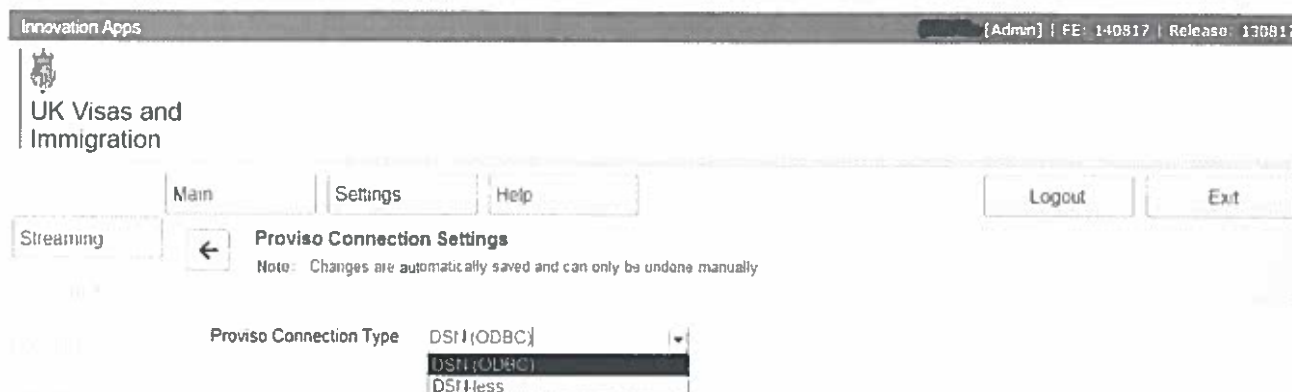 Innovation Apps
[Admin] | FE: 140817 | Release: 130817
UK Visas and
Immigration
Main Settings Help Logout Exit
Streaming
Proviso Connection Settings
Note: Changes are automatically saved and can only be undone manually
Proviso Connection Type DSN (ODBC)
DSN (ODBC)
DSN-less